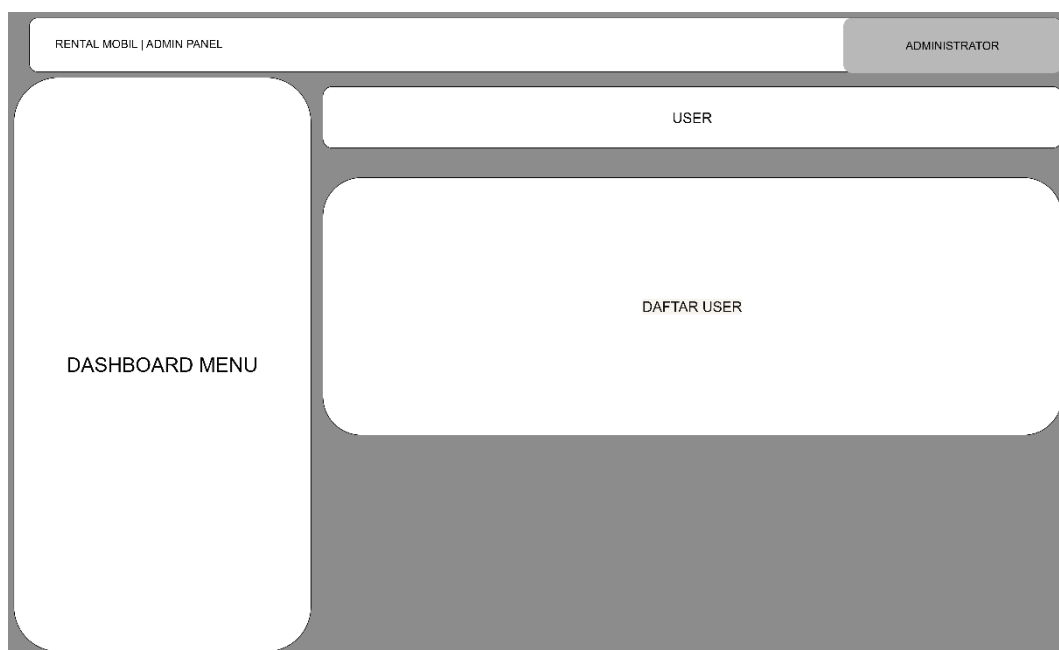 RENTAL MOBIL | ADMIN PANEL
ADMINISTRATOR
USER
DAFTAR USER
DASHBOARD MENU